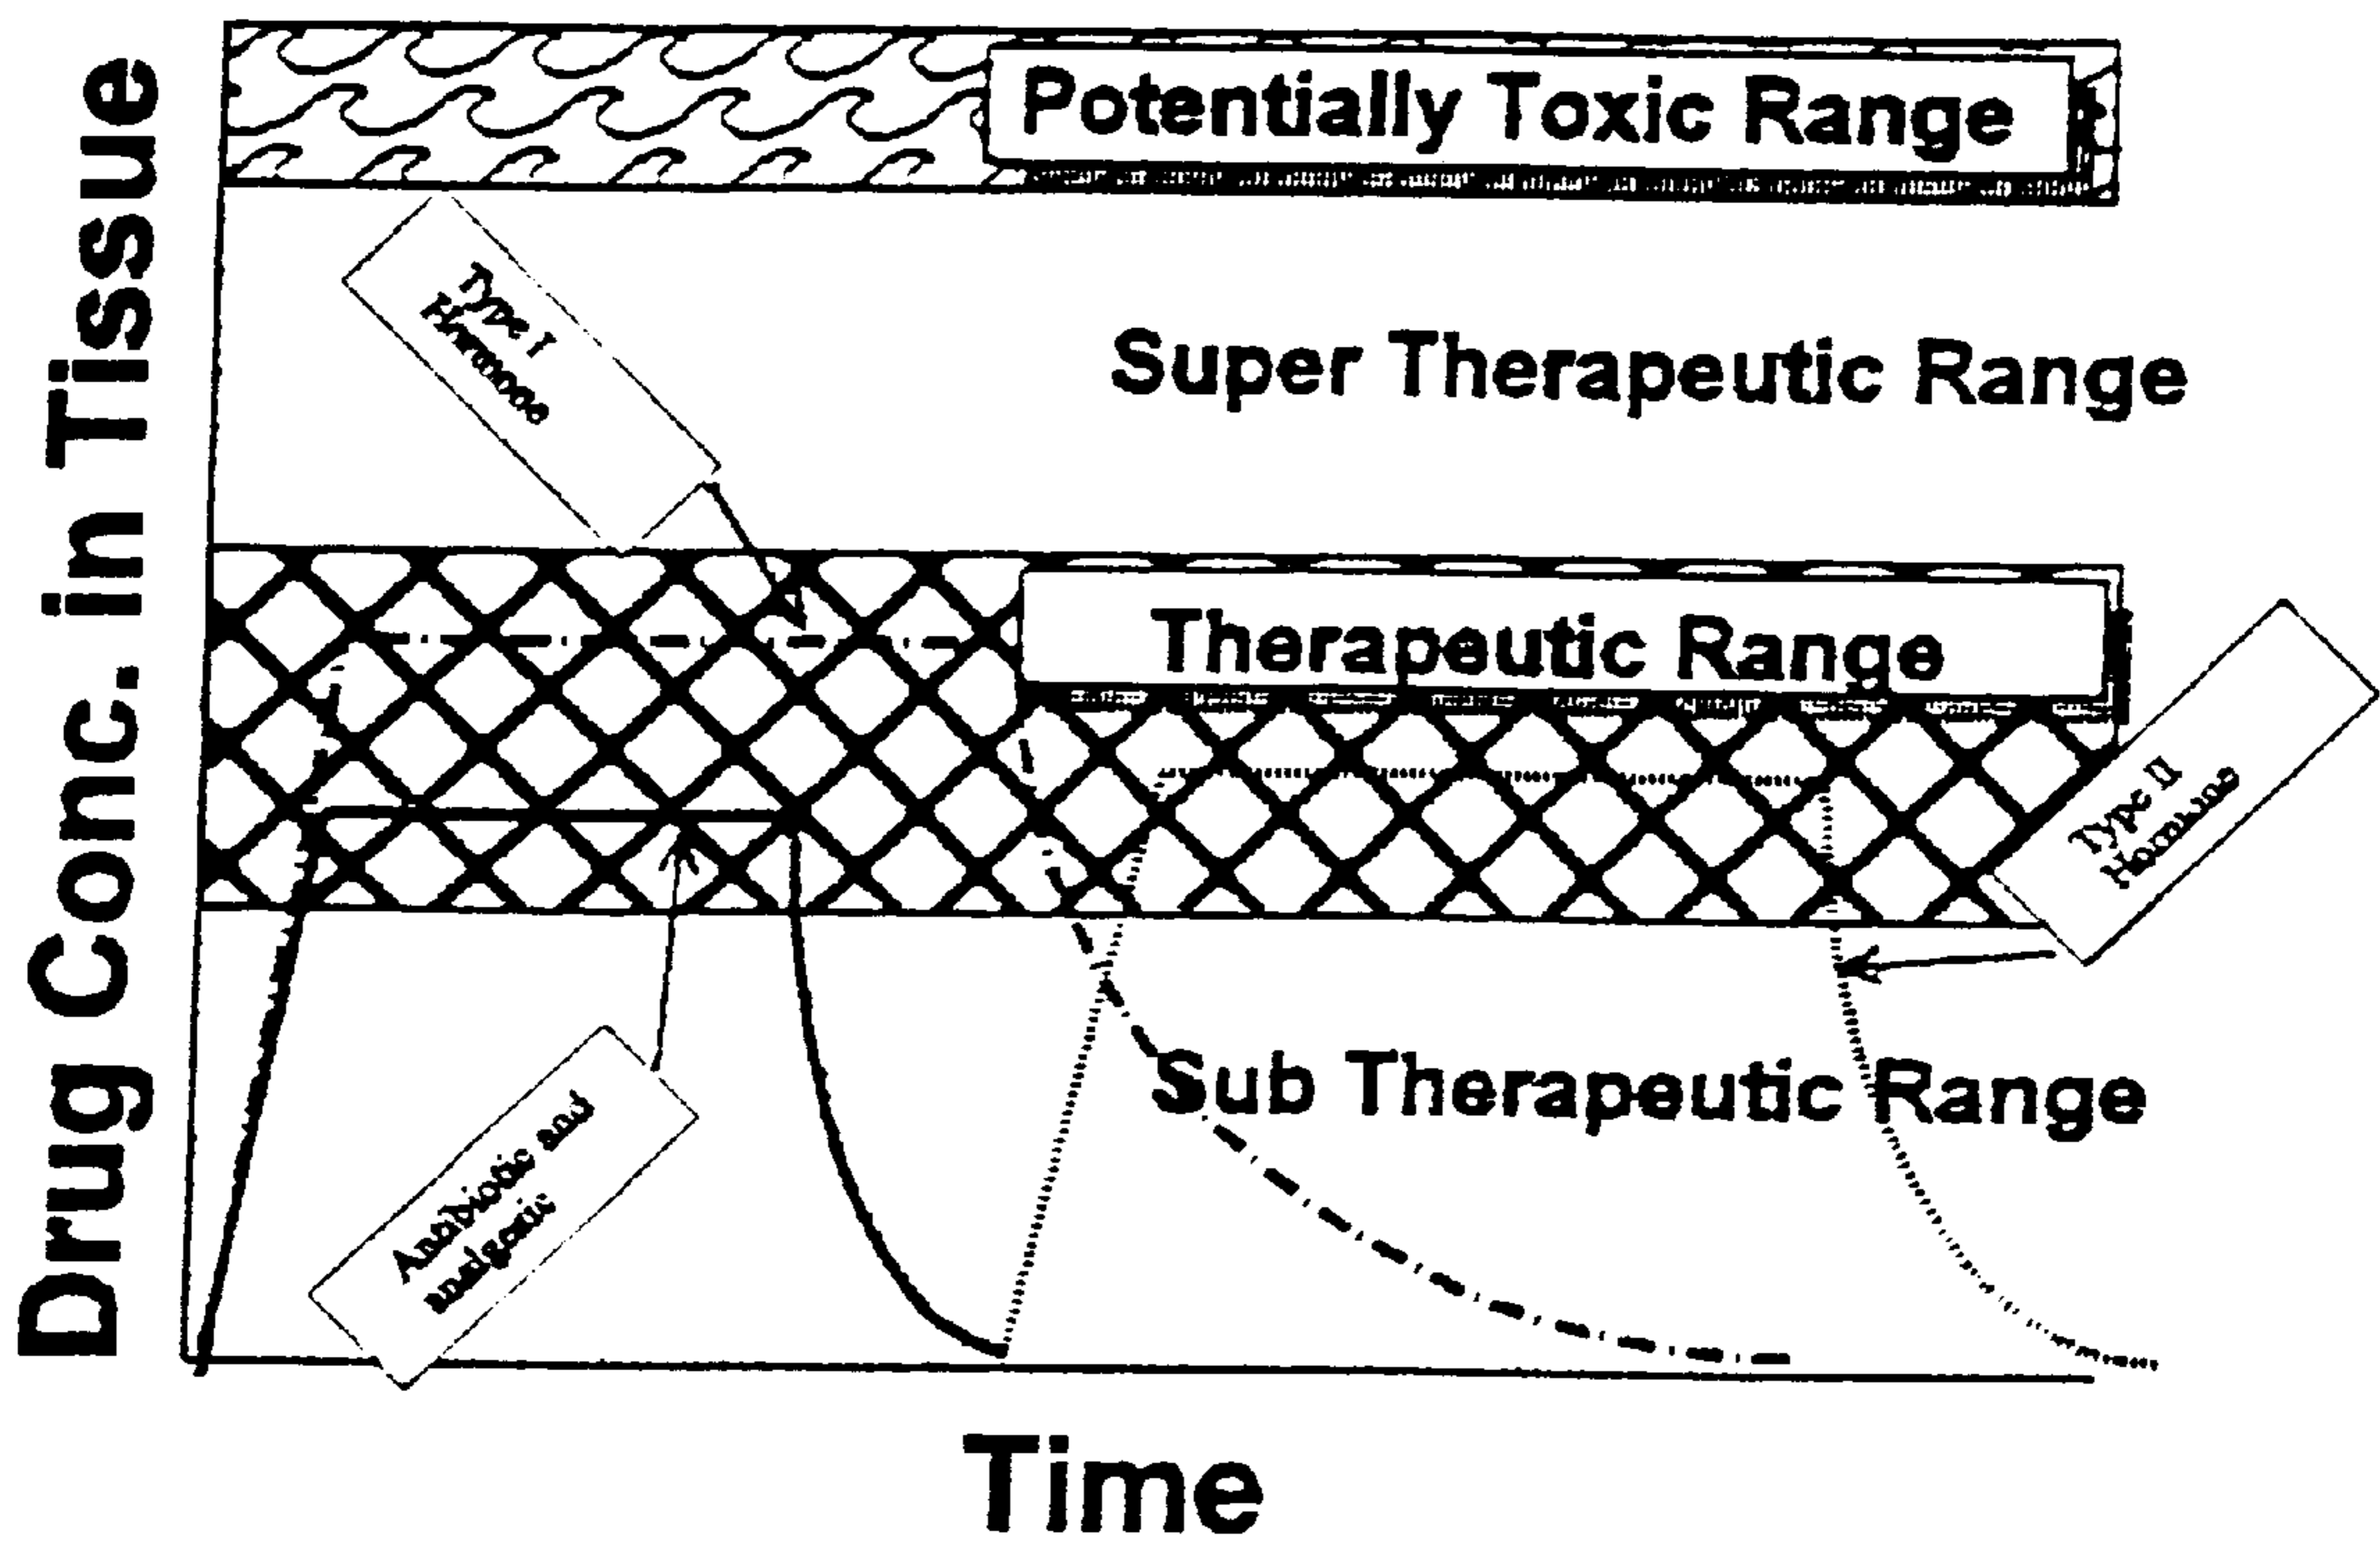 Drug Conc. in Tissue
Potentially Toxic Range
Type I
Super Therapeutic Range
Therapeutic Range
Type II
Hormone
Sub Therapeutic Range
Antibiotic and
analgesic
Time